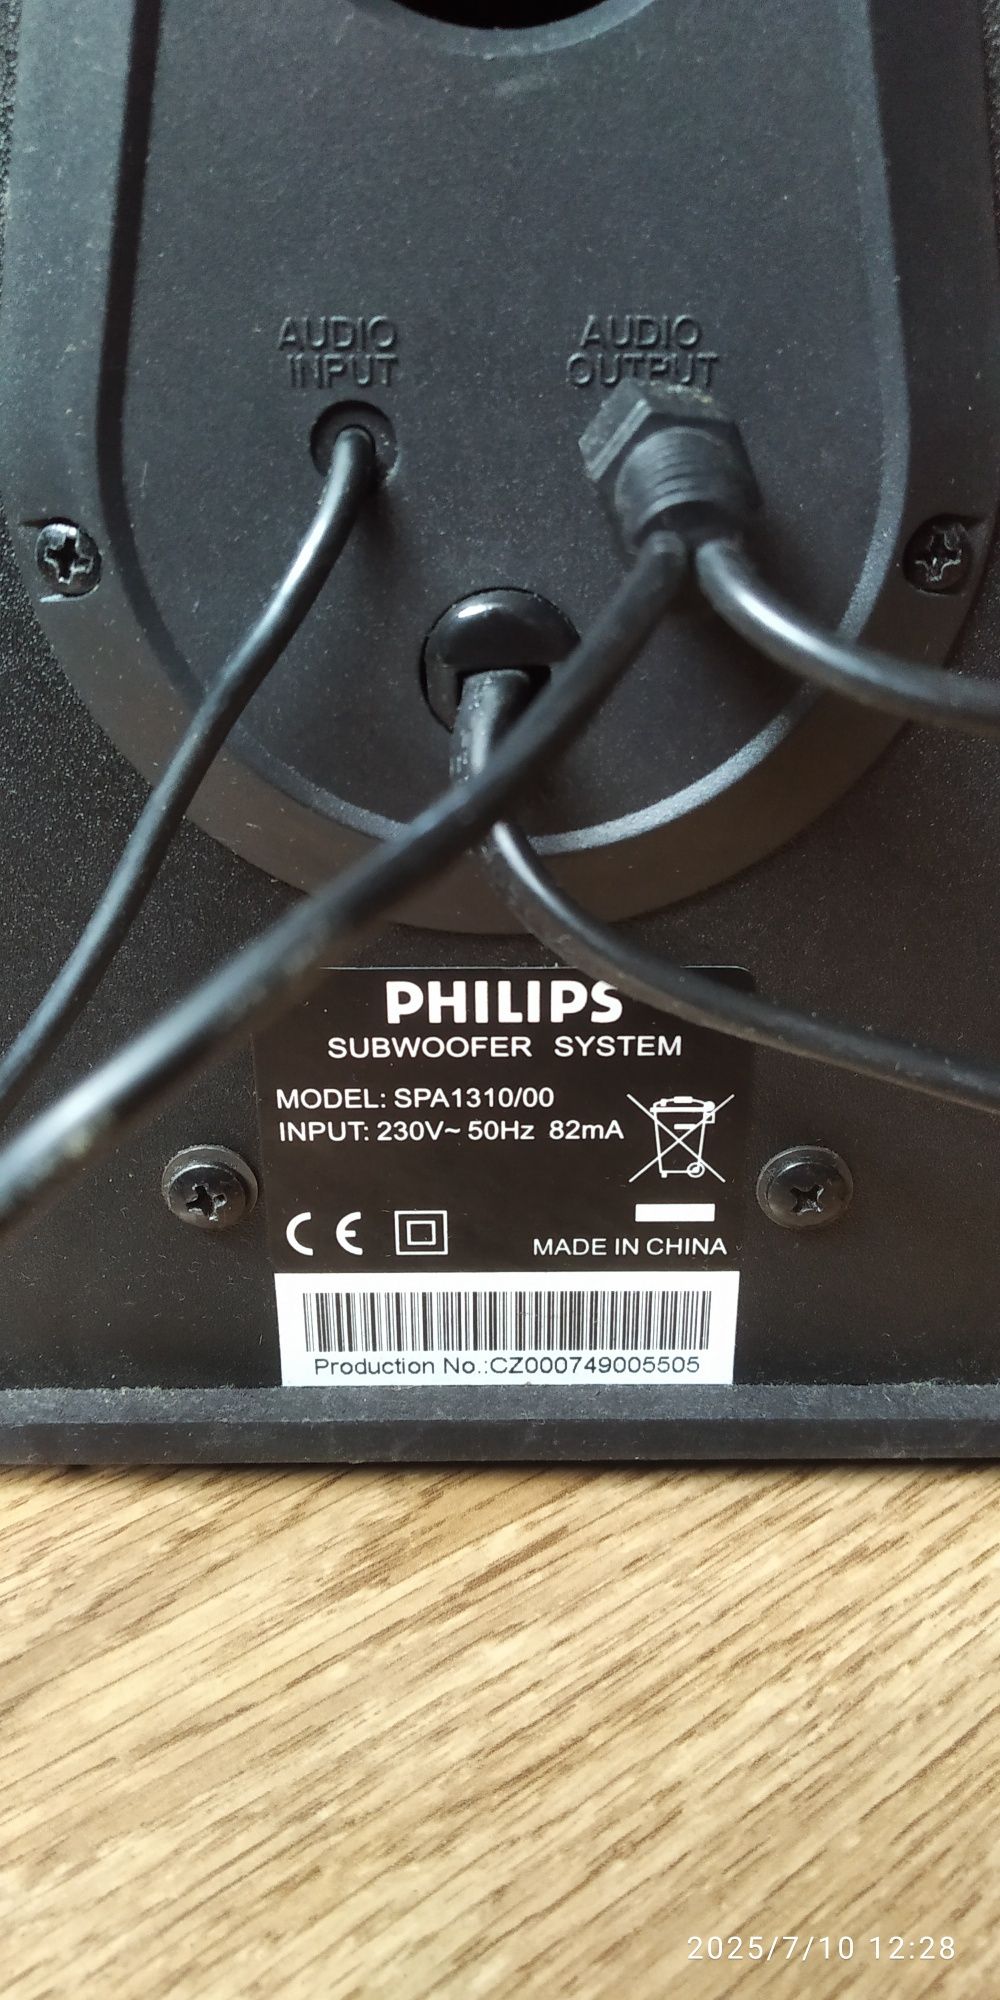 AUDIO
INPUT
AUDIO
OUTPUT
PHILIPS
SUBWOOFER SYSTEM
MODEL: SPA1310/00
INPUT: 230V~ 50Hz 82mA
CE
MADE IN CHINA
Production No.:CZ000749005505
2025/7/10 12:28